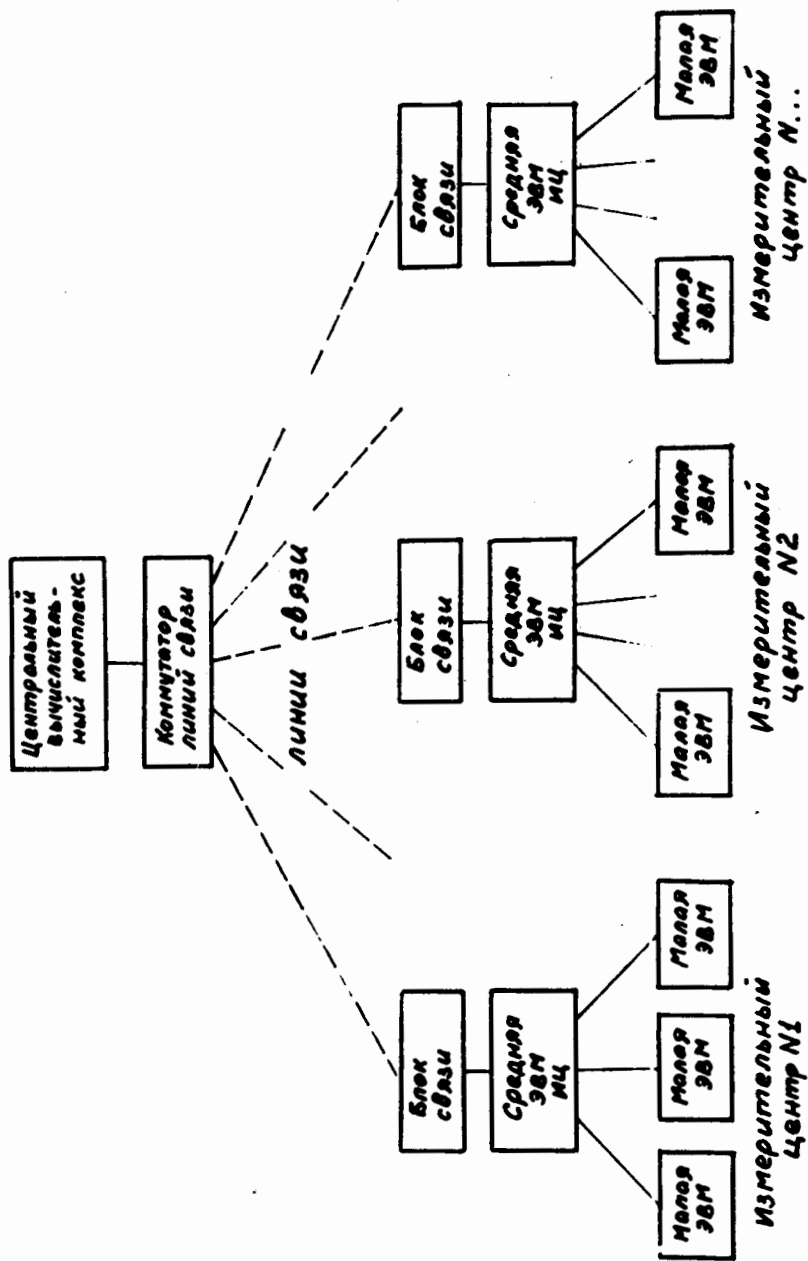 Центральный
вычислитель-
ный комплекс
Коммутатор
линий связи
линии связи
Блок
связи
Средняя
ЭВМ
ИЦ
Малая
ЭВМ
Малая
ЭВМ
Малая
ЭВМ
Измерительный
центр N1
Блок
связи
Средняя
ЭВМ
ИЦ
Малая
ЭВМ
Малая
ЭВМ
Измерительный
центр N2
Блок
связи
Средняя
ЭВМ
ИЦ
Малая
ЭВМ
Малая
ЭВМ
Измерительный
центр N...